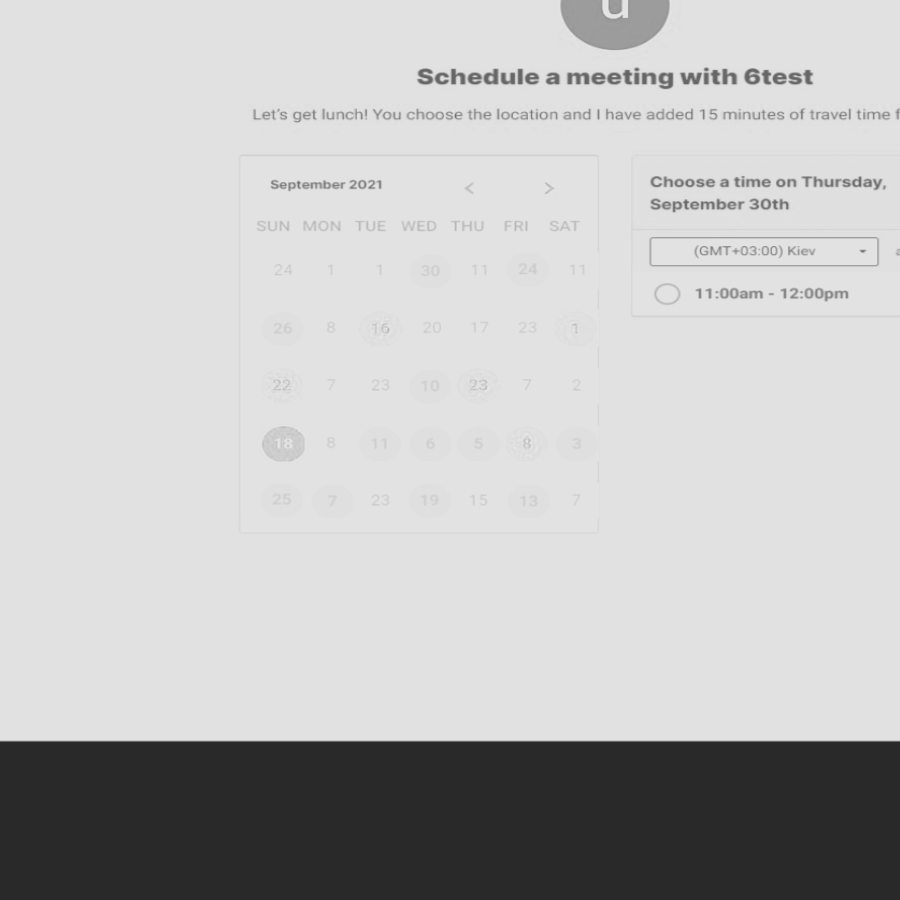 u
Schedule a meeting with 6test
Let's get lunch! You choose the location and I have added 15 minutes of travel time
September 2021 < >
SUN MON TUE WED THU FRI SAT
24 1 1 30 11 24 11
26 8 16 20 17 23 1
22 7 23 10 23 7 2
18 8 11 6 5 8 3
25 7 23 19 15 13 7
Choose a time on Thursday,
September 30th
(GMT+03:00) Kiev
11:00am - 12:00pm